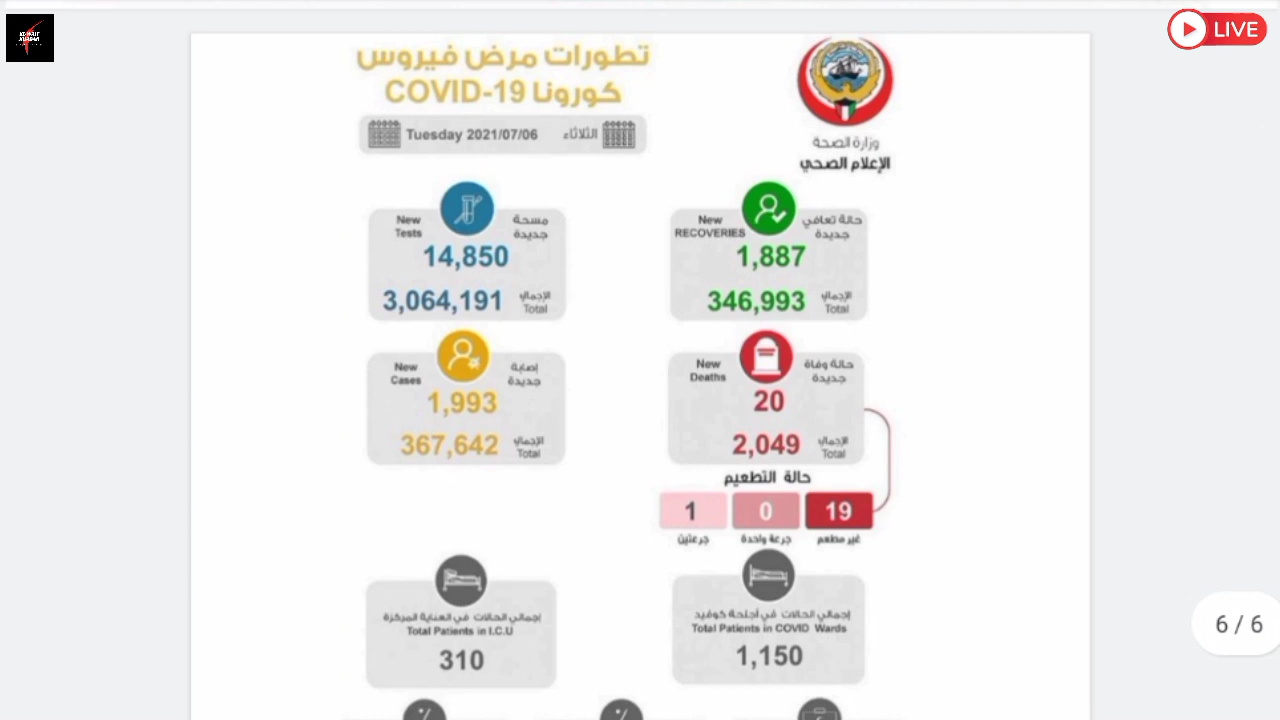 LIVE
تطورات مرض فيروس
كورونا COVID-19
Tuesday 2021/07/06 الثلاثاء
وزارة الصحة
الإعلام الصحي
New Tests
مسحة جديدة
14,850
3,064,191
الإجمالي
Total
New RECOVERIES
حالة تعافي جديدة
1,887
346,993
الإجمالي
Total
New Cases
إصابة جديدة
1,993
367,642
الإجمالي
Total
New Deaths
حالة وفاة جديدة
20
2,049
الإجمالي
Total
حالة التطعيم
19
غير مطعم
0
جرعة واحدة
1
جرعتين
إجمالي الحالات في العناية المركزة
Total Patients in I.C.U
310
إجمالي الحالات في أجنحة كوفيد
Total Patients in COVID Wards
1,150
6 / 6